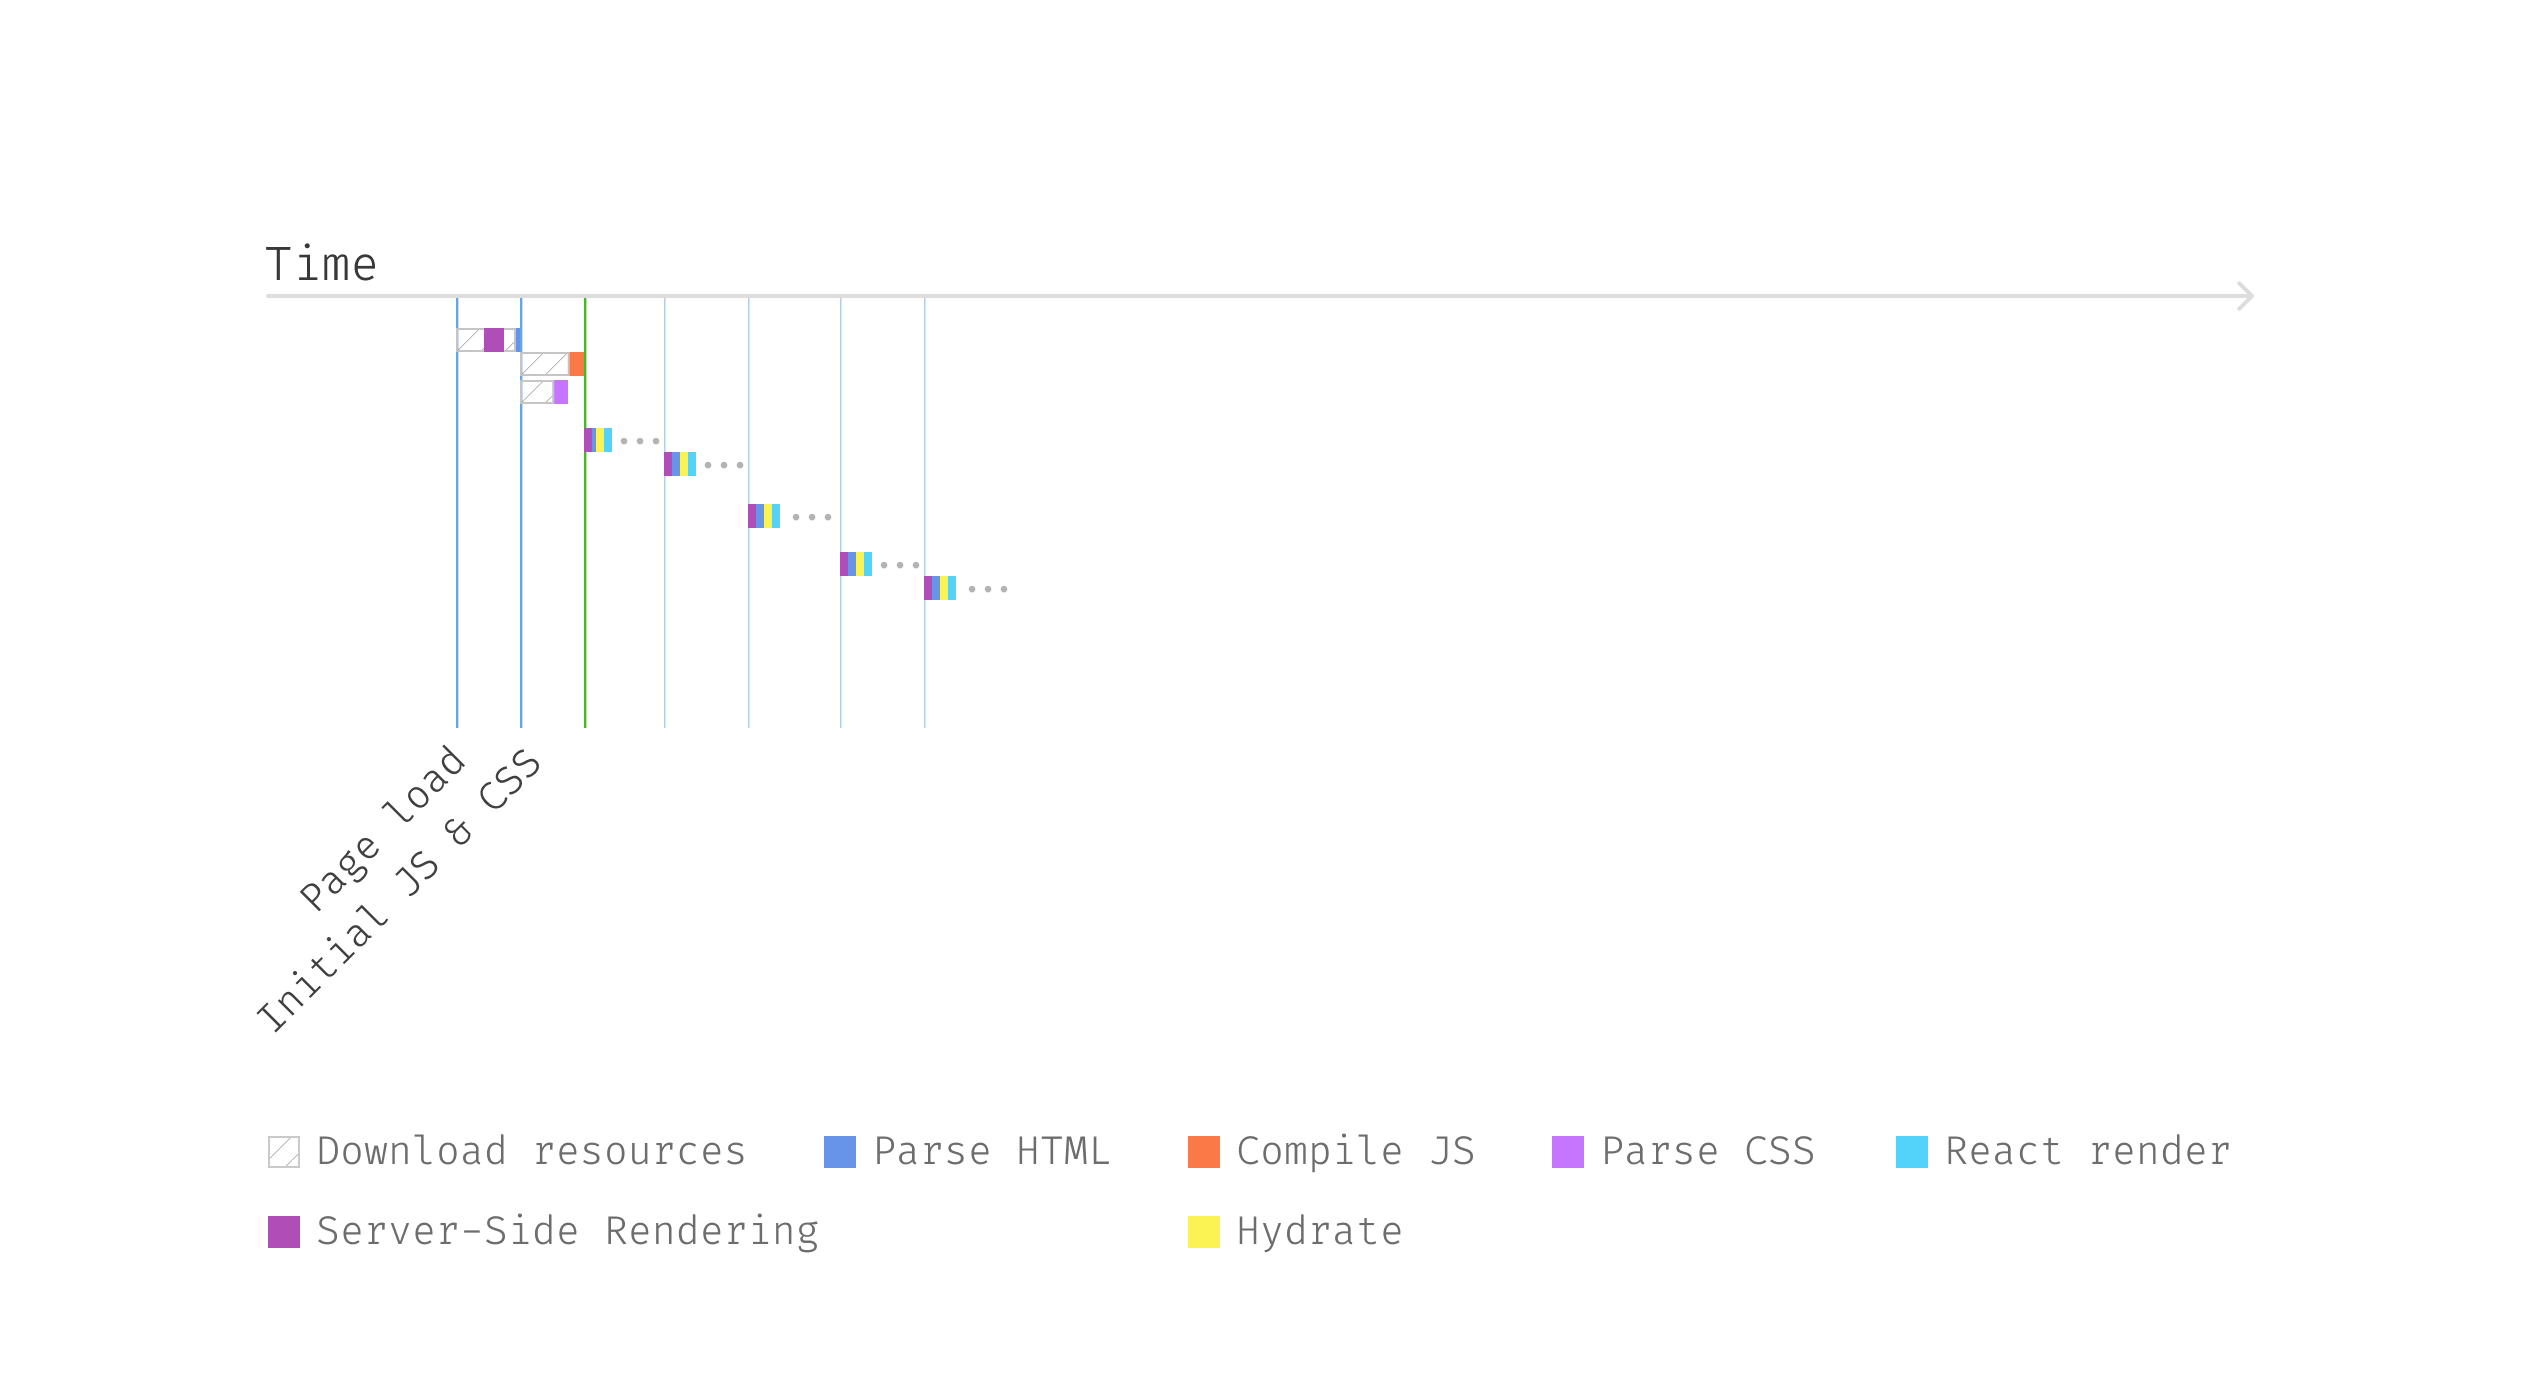 Time
Page load
Initial JS & CSS
Download resources
Parse HTML
Compile JS
Parse CSS
React render
Server-Side Rendering
Hydrate